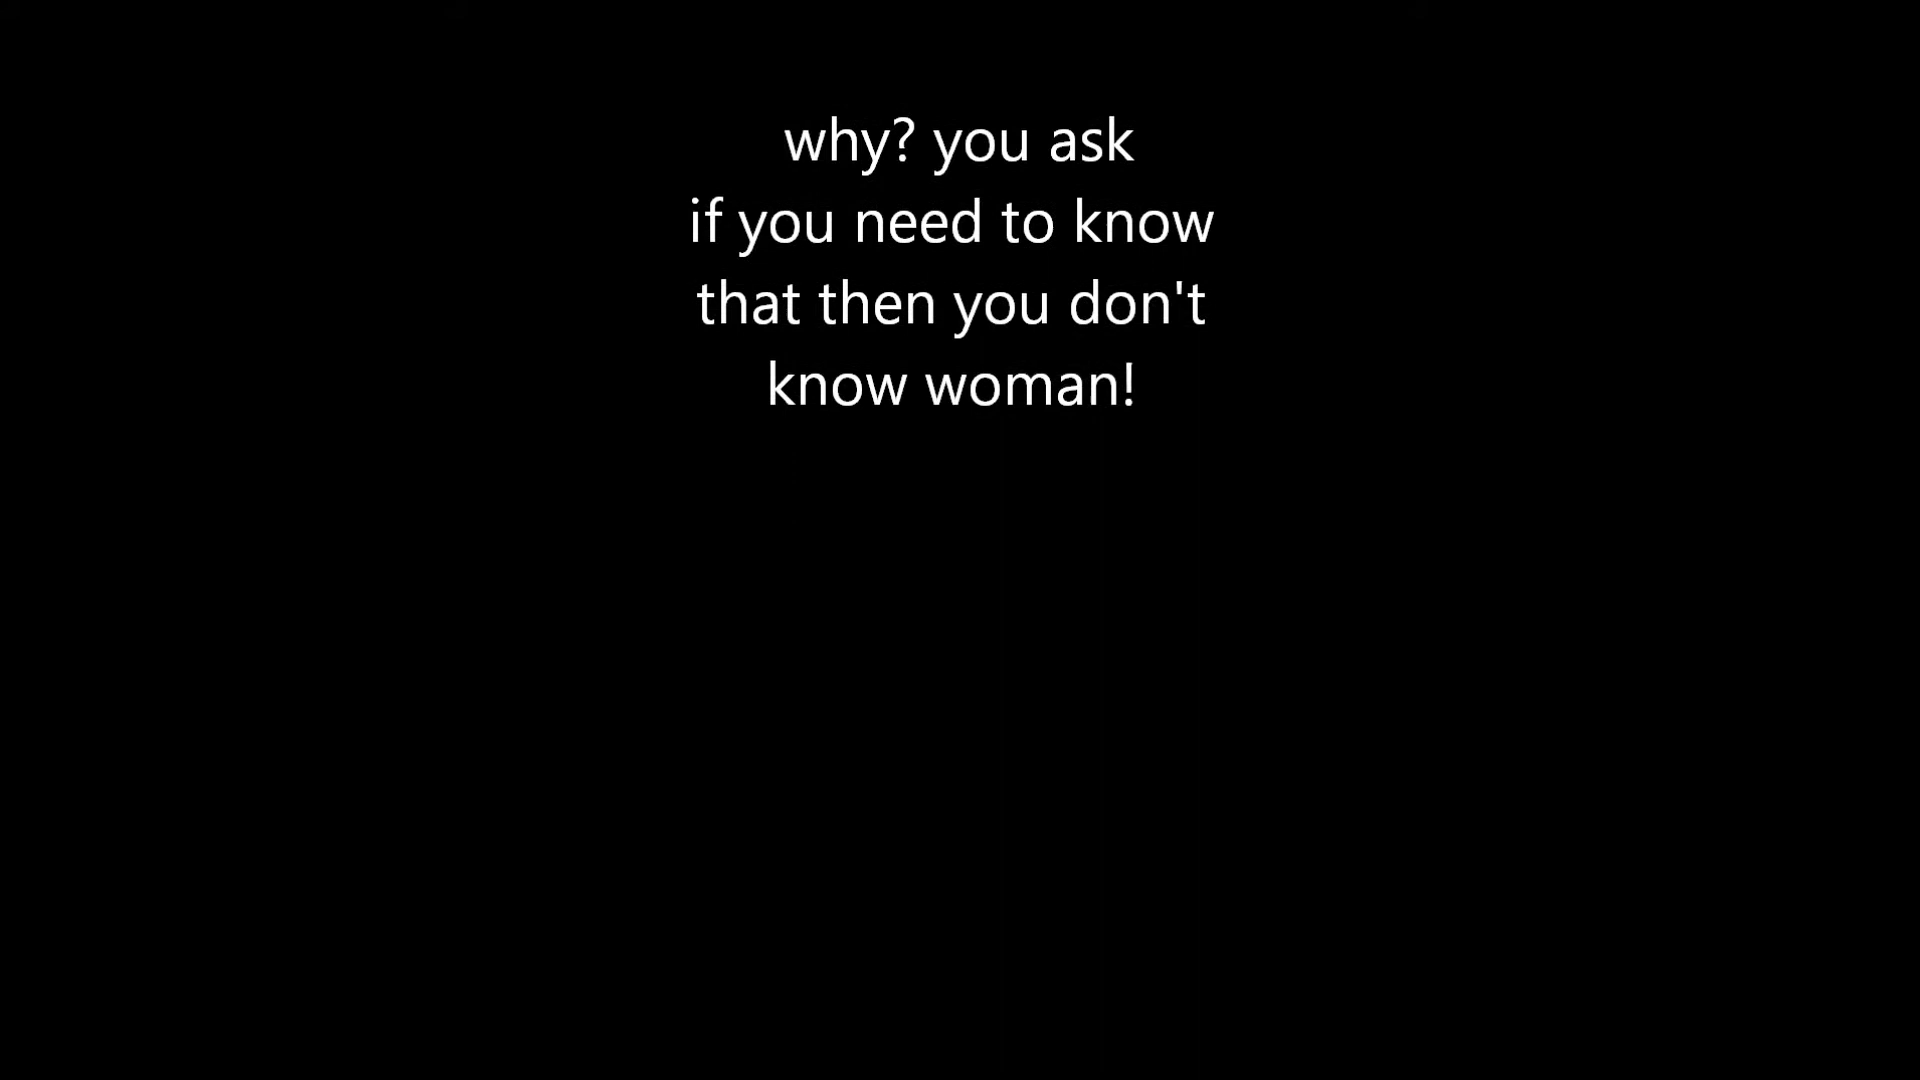 why? you ask
if you need to know
that then you don't
know woman!